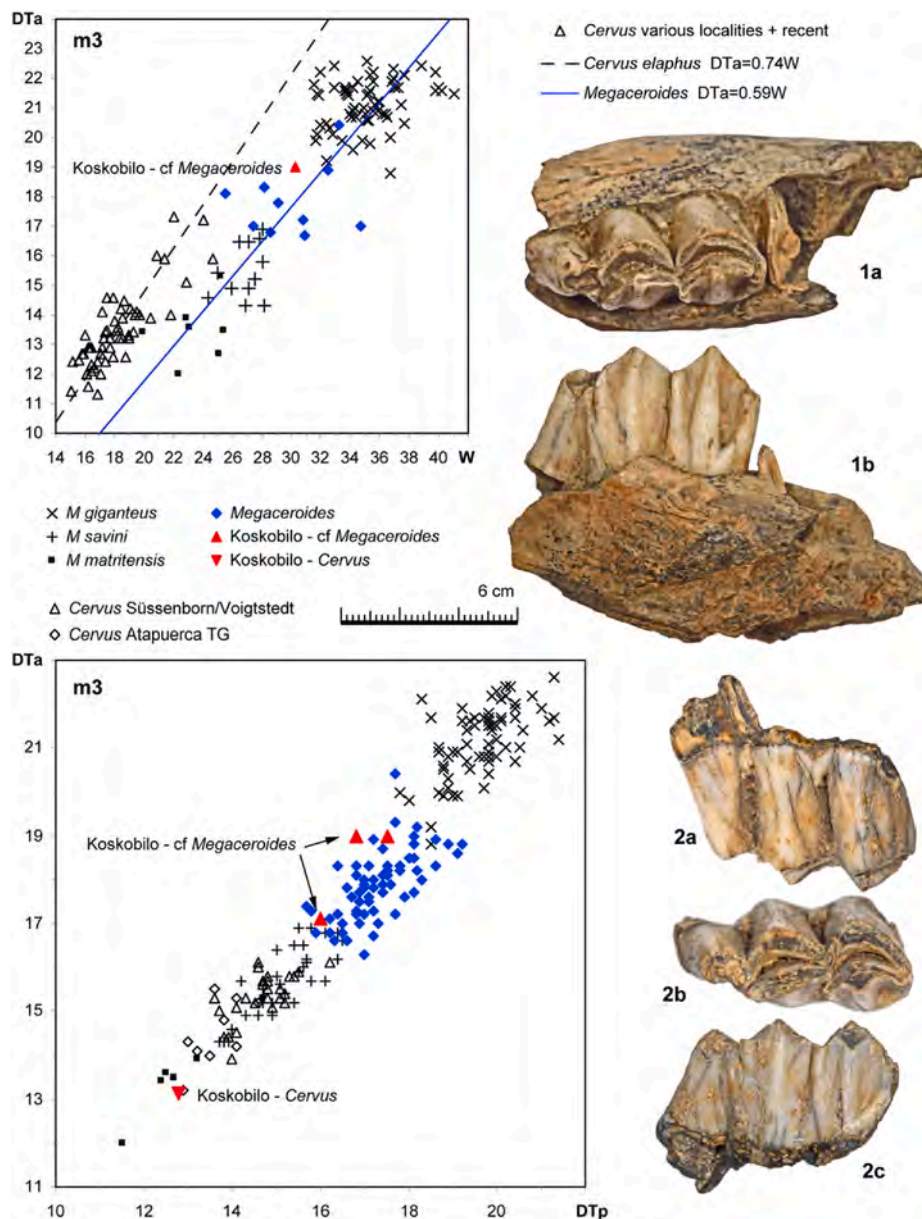 DTa
23
22
21
20
19
18
17
16
15
14
13
12
11
10
m3
Koskobilo - cf Megaceroides
14 16 18 20 22 24 26 28 30 32 34 36 38 40 W
Cervus various localities + recent
Cervus elaphus DTa=0.74W
Megaceroides DTa=0.59W
1a
1b
M giganteus
M savini
M matritensis
Megaceroides
Koskobilo - cf Megaceroides
Koskobilo - Cervus
Cervus Süssenborn/Voigtstedt
Cervus Atapuerca TG
6 cm
DTa
m3
21
19
17
15
13
11
Koskobilo - cf Megaceroides
Koskobilo - Cervus
10 12 14 16 18 20 DTp
2a
2b
2c